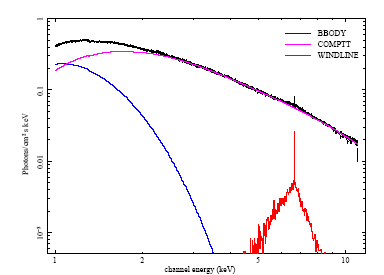 1
0.1
0.01
10⁻³
Photons/cm² s keV
BBODY
COMPTT
WINDLINE
1
2
5
10
channel energy (keV)